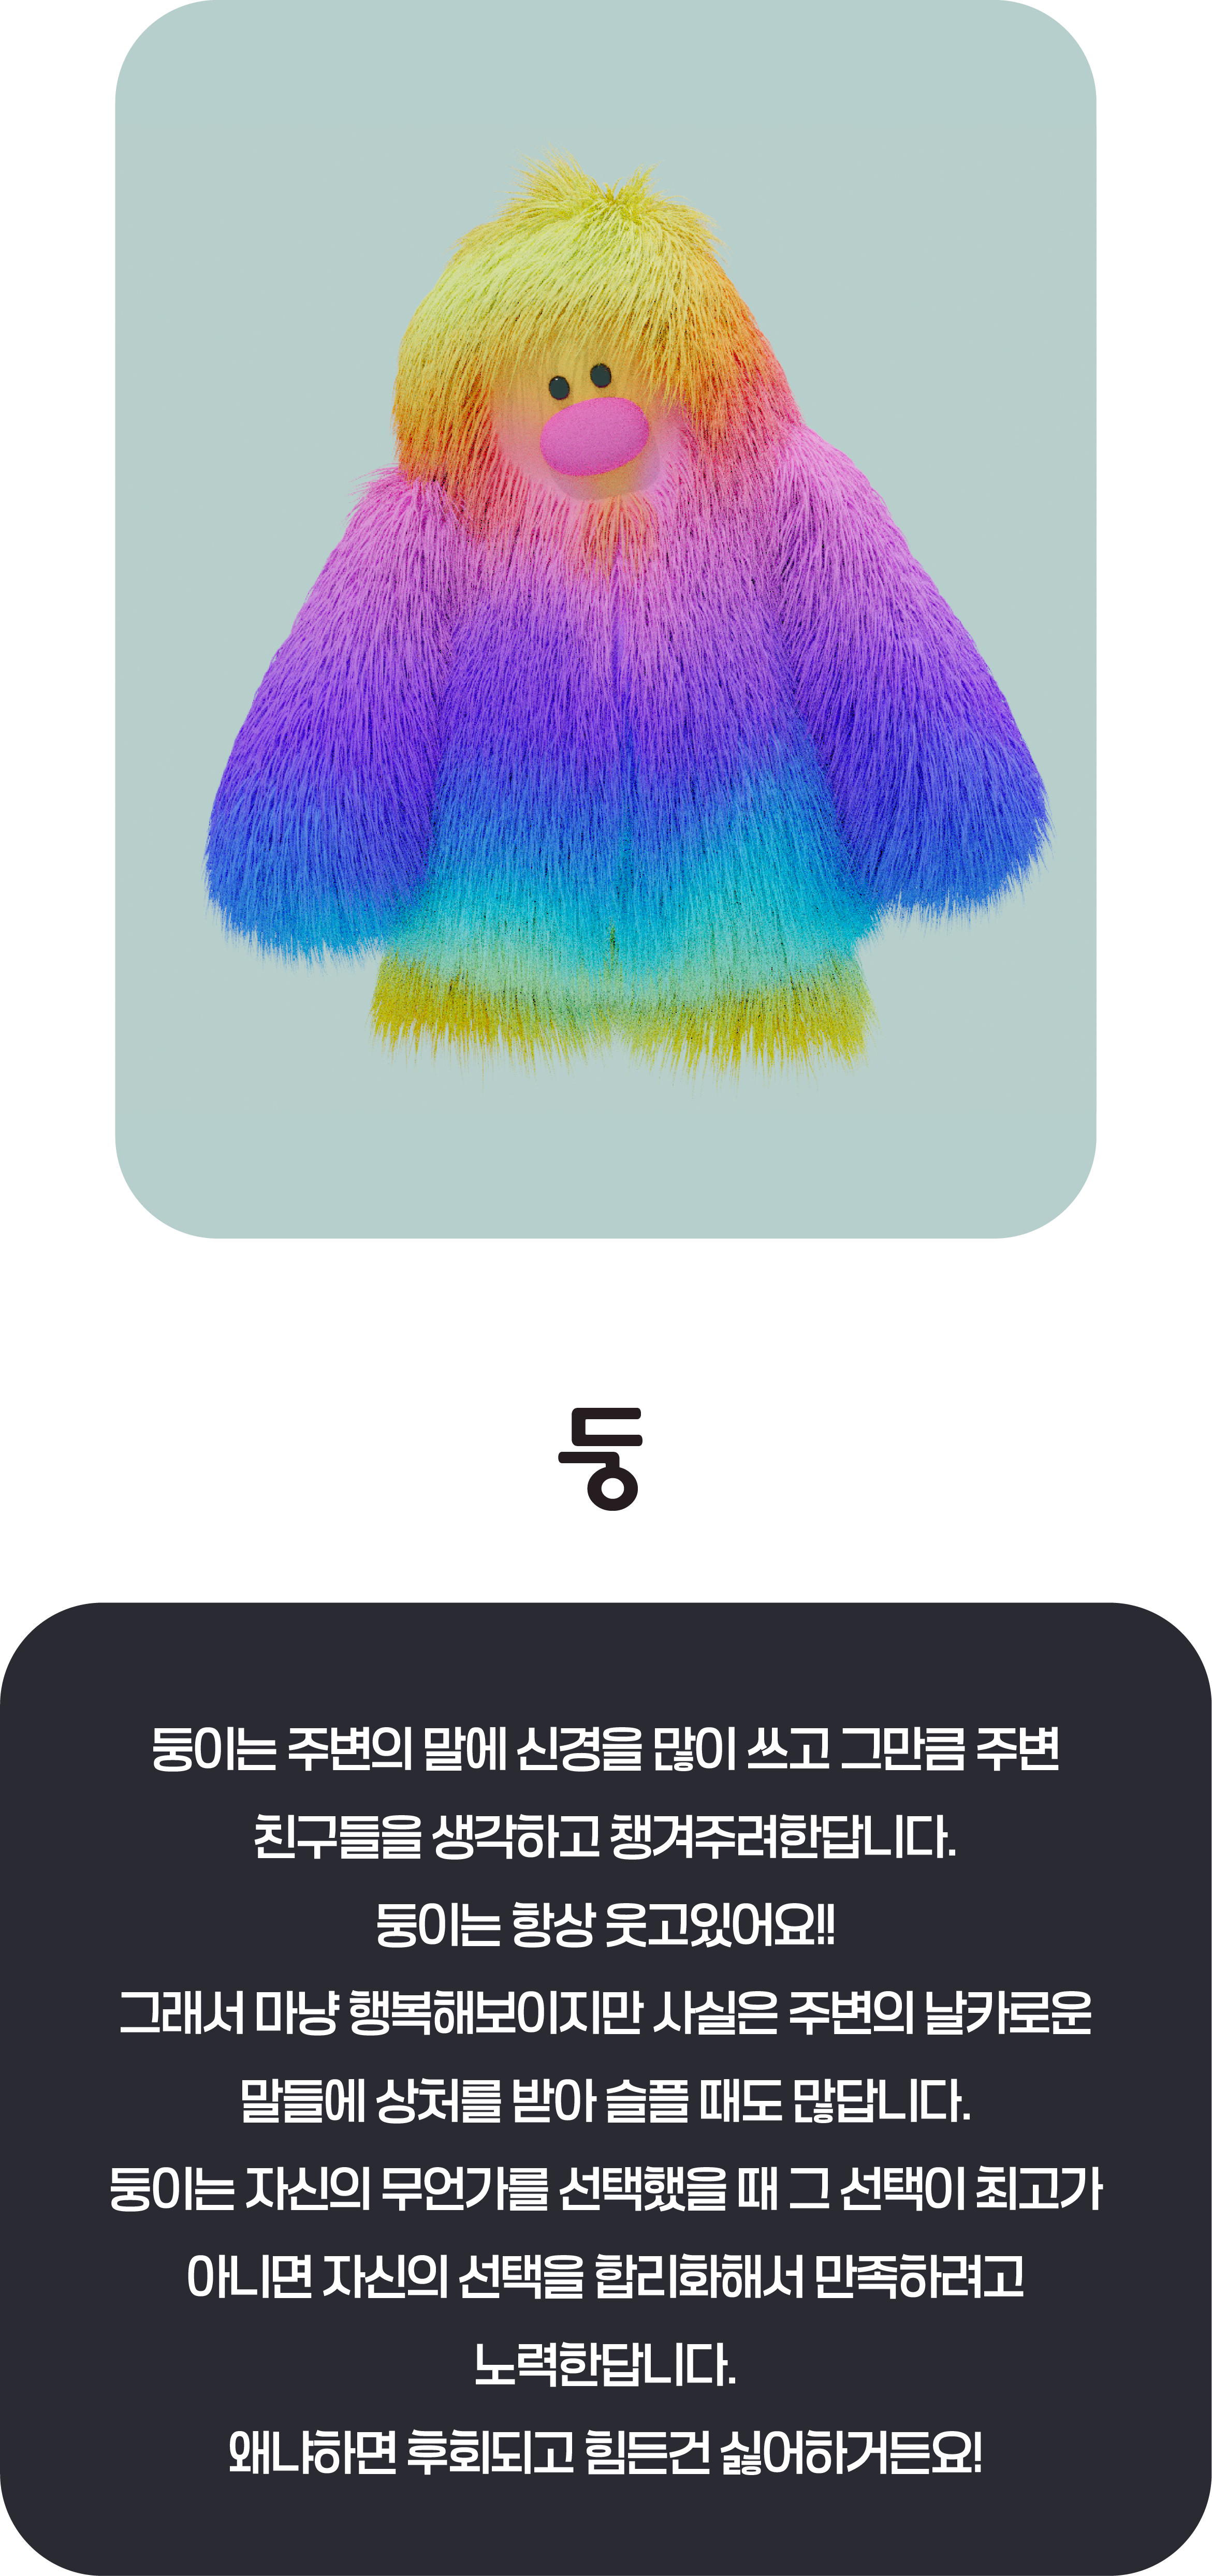 둥
둥이는 주변의 말에 신경을 많이 쓰고 그만큼 주변
친구들을 생각하고 챙겨주려한답니다.
둥이는 항상 웃고있어요!!
그래서 마냥 행복해보이지만 사실은 주변의 날카로운
말들에 상처를 받아 슬플 때도 많답니다.
둥이는 자신의 무언가를 선택했을 때 그 선택이 최고가
아니면 자신의 선택을 합리화해서 만족하려고
노력한답니다.
왜냐하면 후회되고 힘든건 싫어하거든요!